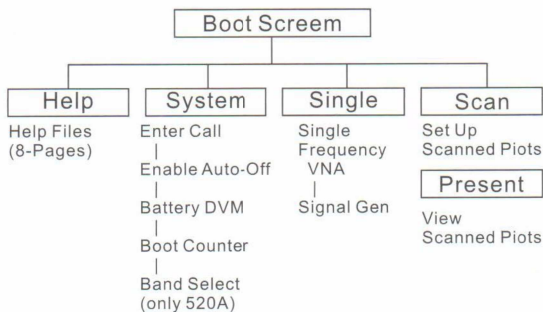 Boot Screem
Help
Help Files
(8-Pages)
System
Enter Call
Enable Auto-Off
Battery DVM
Boot Counter
Band Select
(only 520A)
Single
Single
Frequency
VNA
Signal Gen
Scan
Set Up
Scanned Piots
Present
View
Scanned Piots